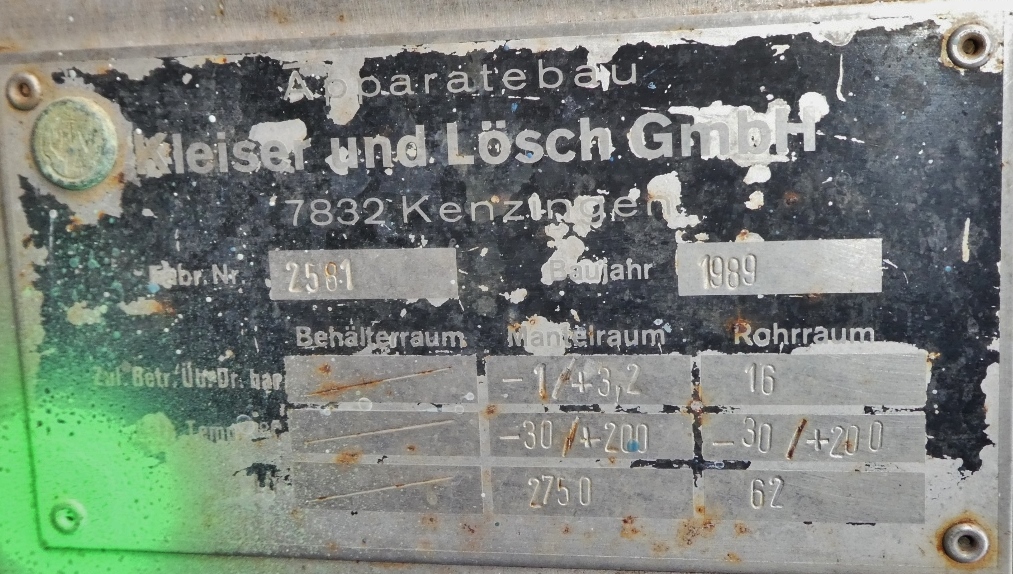 Apparatebau
Kleiser und Lösch GmbH
7832 Kenzingen
Fabr. Nr. 2581 Baujahr 1989
Behälterraum Mantelraum Rohrraum
Zul. Betr. Üb. Dr. bar -1/+3,2 16
Temp. °C -30/+200 -30/+200
2750 62